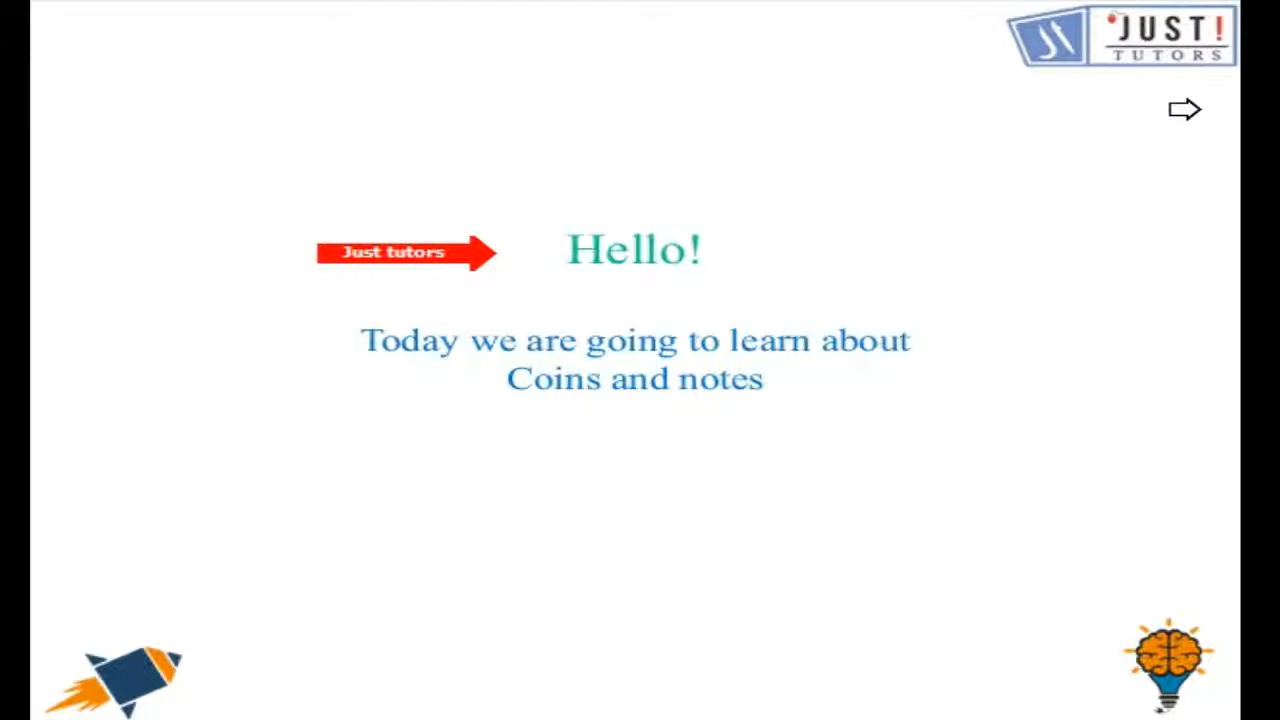 JUST!
TUTORS
Just tutors
Hello!
Today we are going to learn about
Coins and notes